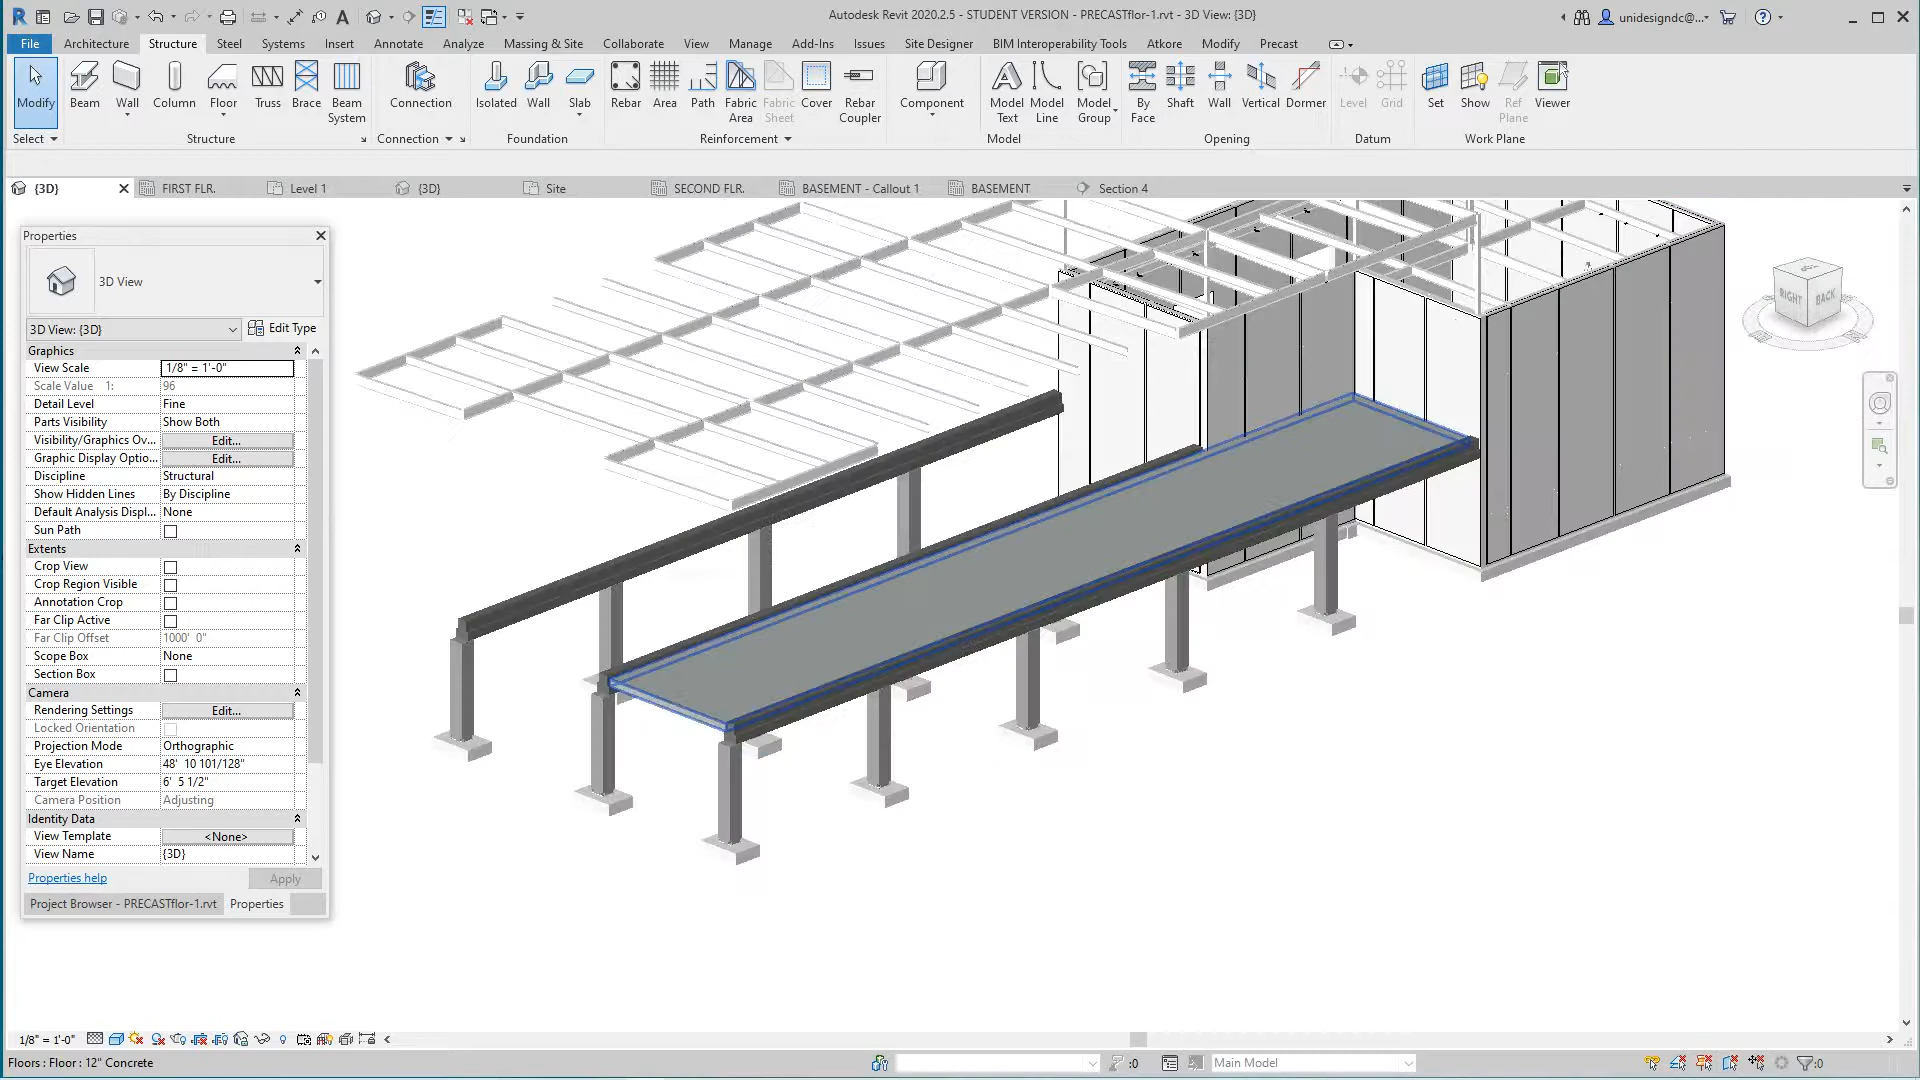 Autodesk Revit 2020.2.5 - STUDENT VERSION - PRECASTflor-1.rvt - 3D View: {3D}
unidesigndc@...
File Architecture Structure Steel Systems Insert Annotate Analyze Massing & Site Collaborate View Manage Add-Ins Issues Site Designer BIM Interoperability Tools Atkore Modify Precast
Modify Beam Wall Column Floor Truss Brace Beam System Connection Isolated Wall Slab Rebar Area Path Fabric Area Fabric Sheet Cover Rebar Coupler Component Model Text Model Line Model Group By Face Shaft Wall Vertical Dormer Level Grid Set Show Ref Plane Viewer
Select Structure Connection Foundation Reinforcement Model Opening Datum Work Plane
{3D} FIRST FLR. Level 1 {3D} Site SECOND FLR. BASEMENT - Callout 1 BASEMENT Section 4
Properties
3D View
3D View: {3D} Edit Type
Graphics
View Scale 1/8" = 1'-0"
Scale Value 1: 96
Detail Level Fine
Parts Visibility Show Both
Visibility/Graphics Ov... Edit...
Graphic Display Optio... Edit...
Discipline Structural
Show Hidden Lines By Discipline
Default Analysis Displ... None
Sun Path
Extents
Crop View
Crop Region Visible
Annotation Crop
Far Clip Active
Far Clip Offset 1000' 0"
Scope Box None
Section Box
Camera
Rendering Settings Edit...
Locked Orientation
Projection Mode Orthographic
Eye Elevation 48' 10 101/128"
Target Elevation 6' 5 1/2"
Camera Position Adjusting
Identity Data
View Template <None>
View Name {3D}
Properties help Apply
Project Browser - PRECASTflor-1.rvt Properties
RIGHT BACK
1/8" = 1'-0"
Floors : Floor : 12" Concrete
:0 Main Model :0